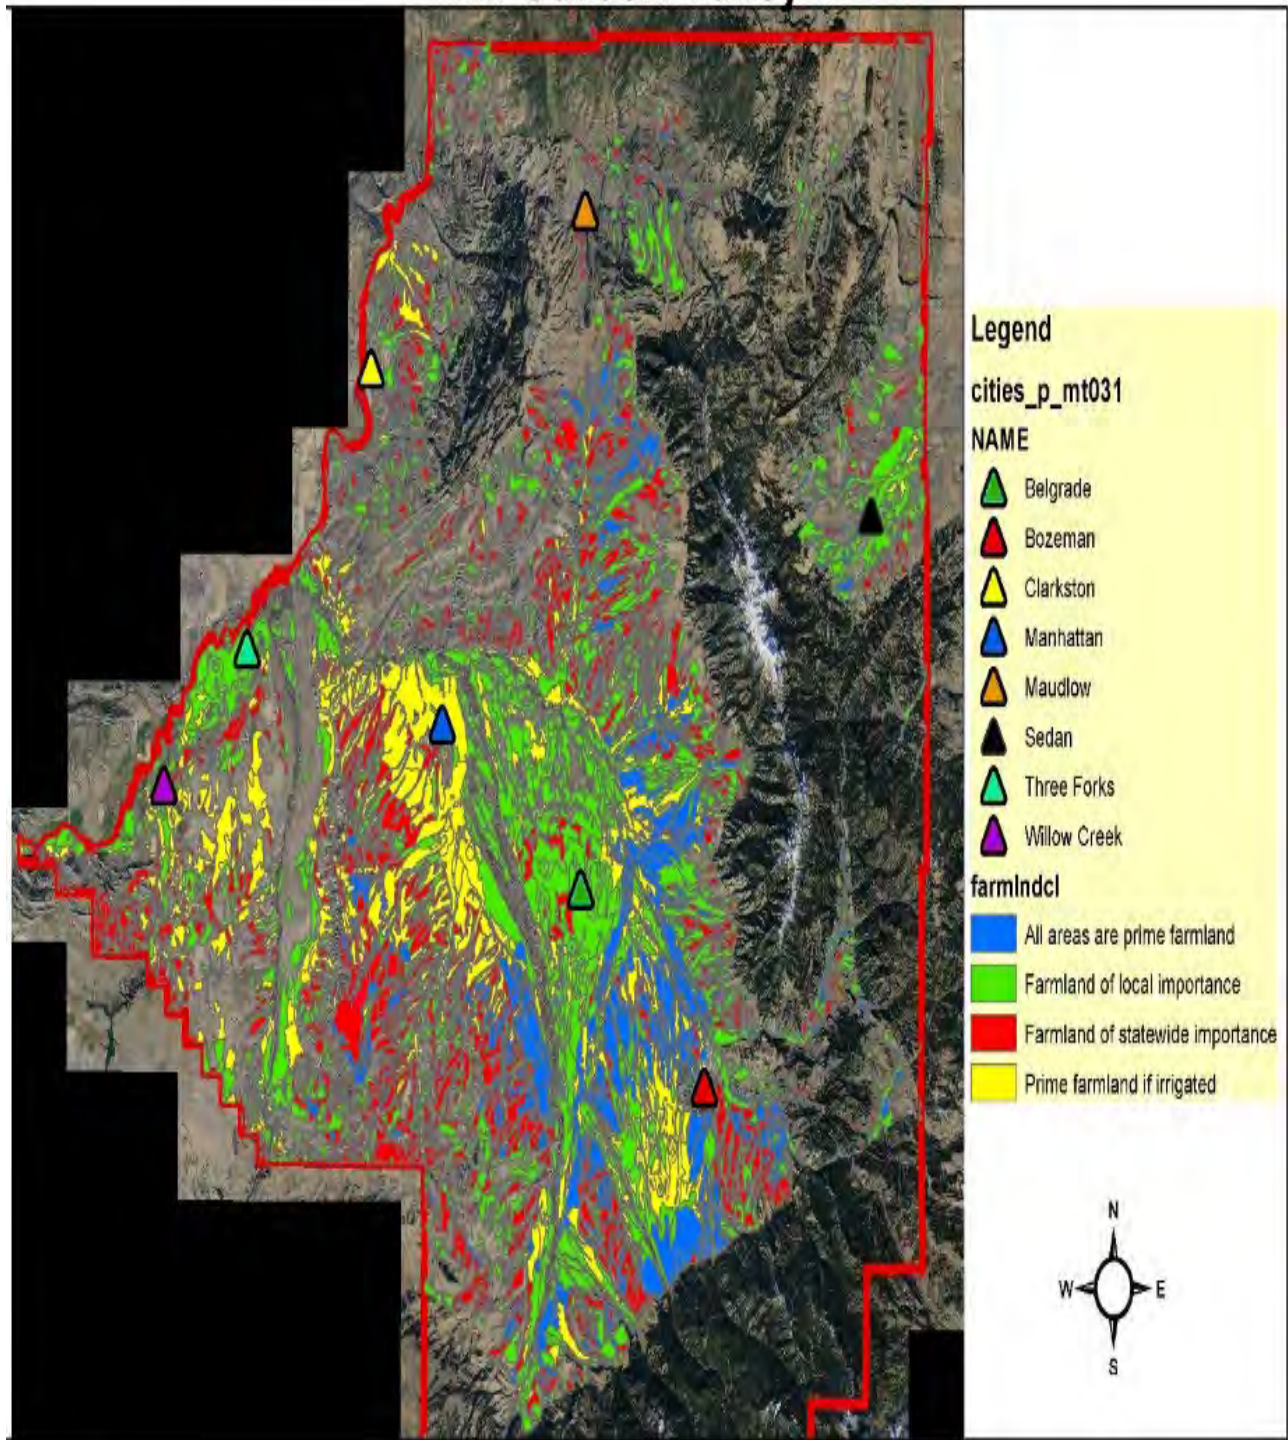 Legend
cities_p_mt031
NAME
Belgrade
Bozeman
Clarkston
Manhattan
Maudlow
Sedan
Three Forks
Willow Creek
farmlndcl
All areas are prime farmland
Farmland of local importance
Farmland of statewide importance
Prime farmland if irrigated
N
W E
S